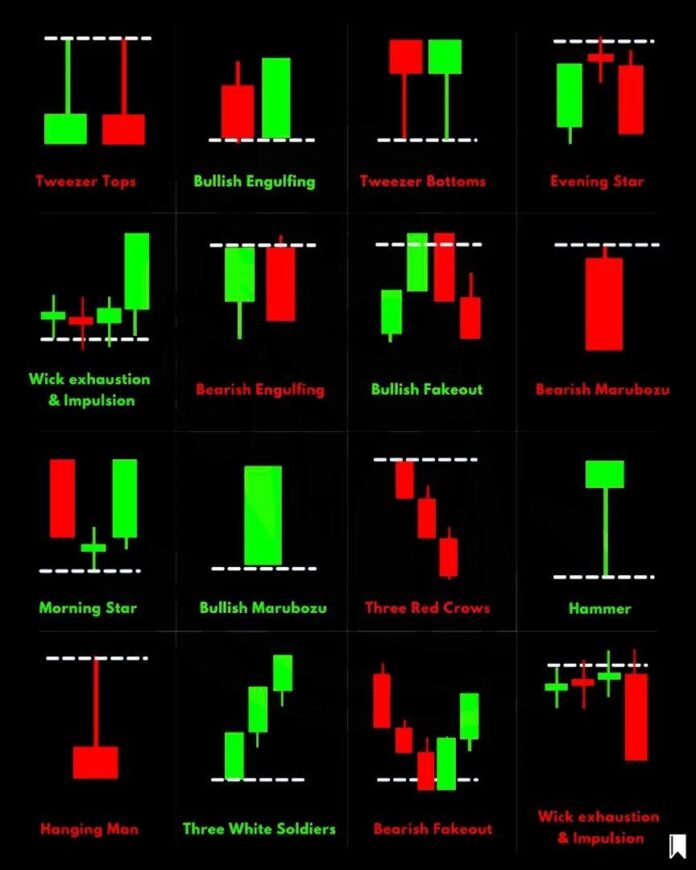 Tweezer Tops
Bullish Engulfing
Tweezer Bottoms
Evening Star
Wick exhaustion
& Impulsion
Bearish Engulfing
Bullish Fakeout
Bearish Marubozu
Morning Star
Bullish Marubozu
Three Red Crows
Hammer
Hanging Man
Three White Soldiers
Bearish Fakeout
Wick exhaustion
& Impulsion